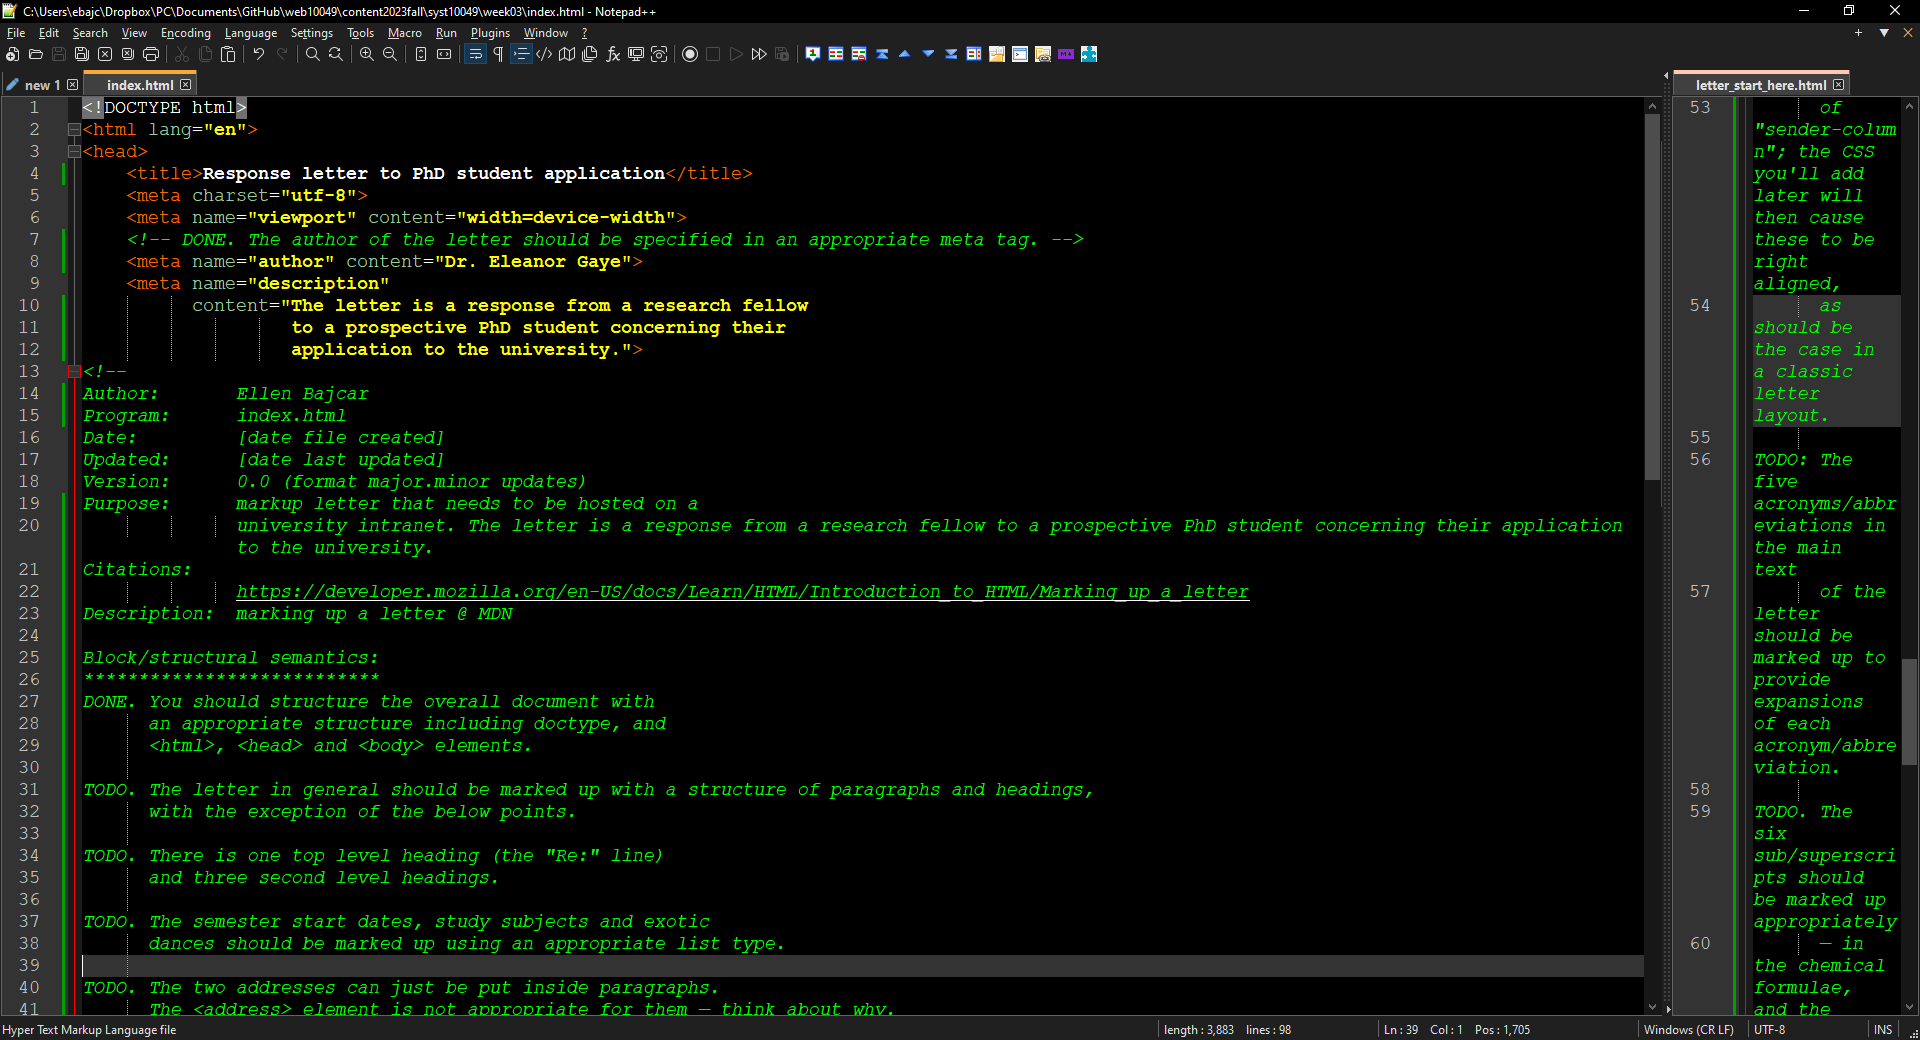 C:\Users\ebajc\Dropbox\PC\Documents\GitHub\web10049\content2023fall\syst10049\week03\index.html - Notepad++
File Edit Search View Encoding Language Settings Tools Macro Run Plugins Window ?
new 1 index.html
1 <!DOCTYPE html>
2 <html lang="en">
3 <head>
4 <title>Response letter to PhD student application</title>
5 <meta charset="utf-8">
6 <meta name="viewport" content="width=device-width">
7 <!-- DONE. The author of the letter should be specified in an appropriate meta tag. -->
8 <meta name="author" content="Dr. Eleanor Gaye">
9 <meta name="description"
10 content="The letter is a response from a research fellow
11 to a prospective PhD student concerning their
12 application to the university.">
13 <!--
14 Author: Ellen Bajcar
15 Program: index.html
16 Date: [date file created]
17 Updated: [date last updated]
18 Version: 0.0 (format major.minor updates)
19 Purpose: markup letter that needs to be hosted on a
20 university intranet. The letter is a response from a research fellow to a prospective PhD student concerning their application
to the university.
21 Citations:
22 https://developer.mozilla.org/en-US/docs/Learn/HTML/Introduction_to_HTML/Marking_up_a_letter
23 Description: marking up a letter @ MDN
24
25 Block/structural semantics:
26 ***************************
27 DONE. You should structure the overall document with
28 an appropriate structure including doctype, and
29 <html>, <head> and <body> elements.
30
31 TODO. The letter in general should be marked up with a structure of paragraphs and headings,
32 with the exception of the below points.
33
34 TODO. There is one top level heading (the "Re:" line)
35 and three second level headings.
36
37 TODO. The semester start dates, study subjects and exotic
38 dances should be marked up using an appropriate list type.
39
40 TODO. The two addresses can just be put inside paragraphs.
41 The <address> element is not appropriate for them — think about why.
letter_start_here.html
53 of
"sender-colum
n"; the CSS
you'll add
later will
then cause
these to be
right
aligned,
54 as
should be
the case in
a classic
letter
layout.
55
56 TODO: The
five
acronyms/abbr
eviations in
the main
text
57 of the
letter
should be
marked up to
provide
expansions
of each
acronym/abbre
viation.
58
59 TODO. The
six
sub/superscri
pts should
be marked up
appropriately
60 — in
the chemical
formulae,
and the
Hyper Text Markup Language file length : 3,883 lines : 98 Ln : 39 Col : 1 Pos : 1,705 Windows (CR LF) UTF-8 INS